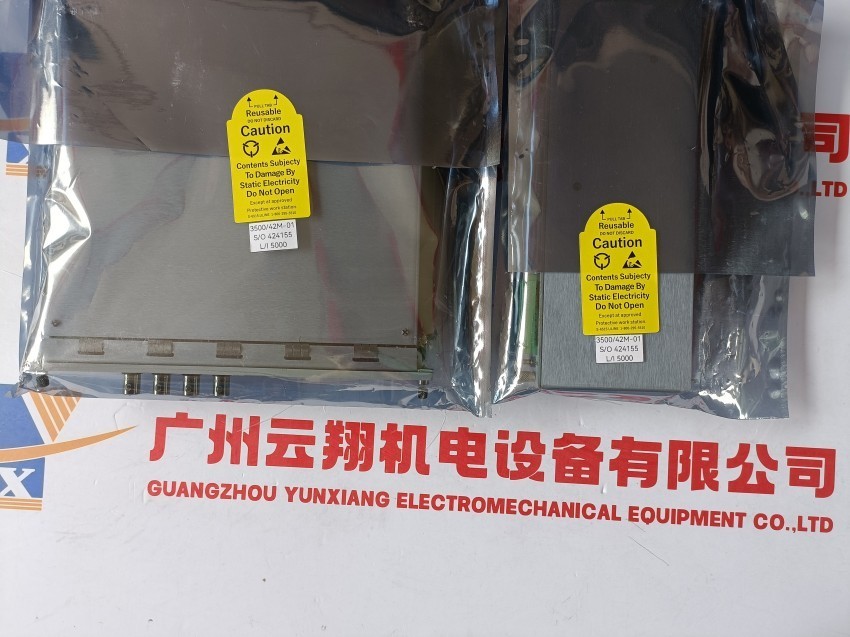 PULL TAB
Reusable
DO NOT DISCARD
Caution
Contents Subjecty
To Damage By
Static Electricity
Do Not Open
Except at approved
Protective work station
3500/42M-01
S/O 424155
L/I 5000
PULL TAB
Reusable
DO NOT DISCARD
Caution
Contents Subjecty
To Damage By
Static Electricity
Do Not Open
Except at approved
Protective work station
3500/42M-01
S/O 424155
L/I 5000
司
.,LTD
X
广州云翔机电设备有限公司
GUANGZHOU YUNXIANG ELECTROMECHANICAL EQUIPMENT CO.,LTD